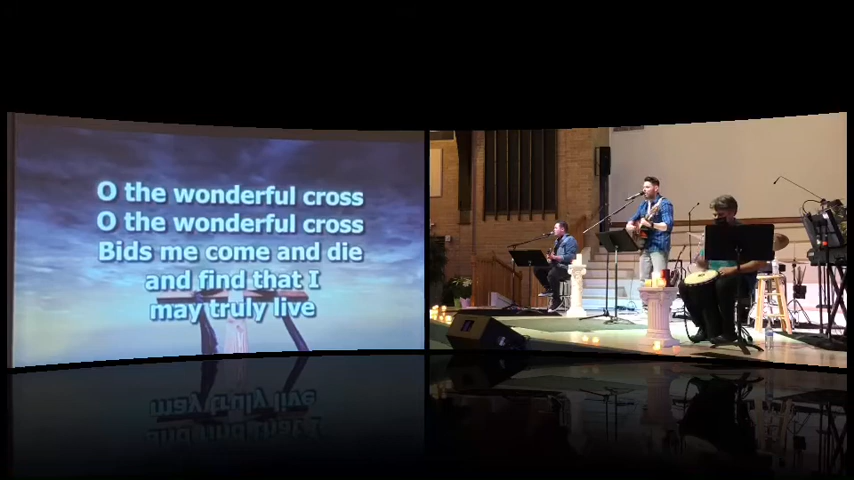 O the wonderful cross
O the wonderful cross
Bids me come and die
and find that I
may truly live